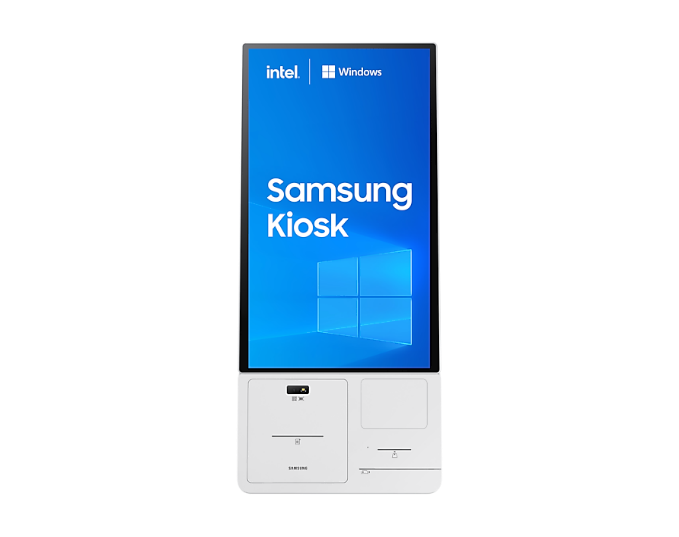 intel.
Windows
Samsung
Kiosk
SAMSUNG